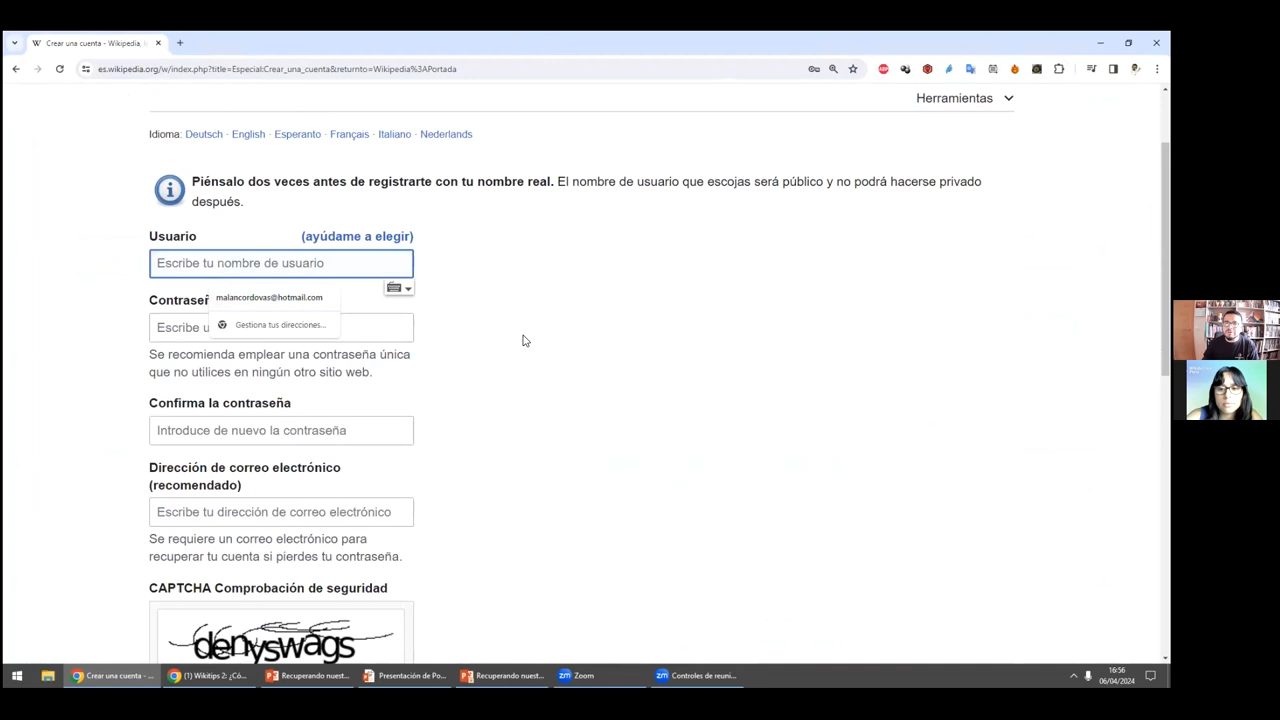 Crear una cuenta - Wikipedia, l
es.wikipedia.org/w/index.php?title=Especial:Crear_una_cuenta&returnto=Wikipedia%3APortada
Herramientas
Idioma: Deutsch · English · Esperanto · Français · Italiano · Nederlands
Piénsalo dos veces antes de registrarte con tu nombre real. El nombre de usuario que escojas será público y no podrá hacerse privado
después.
Usuario (ayúdame a elegir)
Escribe tu nombre de usuario
Contraseñ
malancordovas@hotmail.com
Escribe u
Gestiona tus direcciones...
Se recomienda emplear una contraseña única
que no utilices en ningún otro sitio web.
Confirma la contraseña
Introduce de nuevo la contraseña
Dirección de correo electrónico
(recomendado)
Escribe tu dirección de correo electrónico
Se requiere un correo electrónico para
recuperar tu cuenta si pierdes tu contraseña.
CAPTCHA Comprobación de seguridad
denyswags
Crear una cuenta - ... (1) Wikitips 2: ¿Có... Recuperando nuest... Presentación de Po... Recuperando nuest... Zoom Controles de reuni...
16:56
06/04/2024